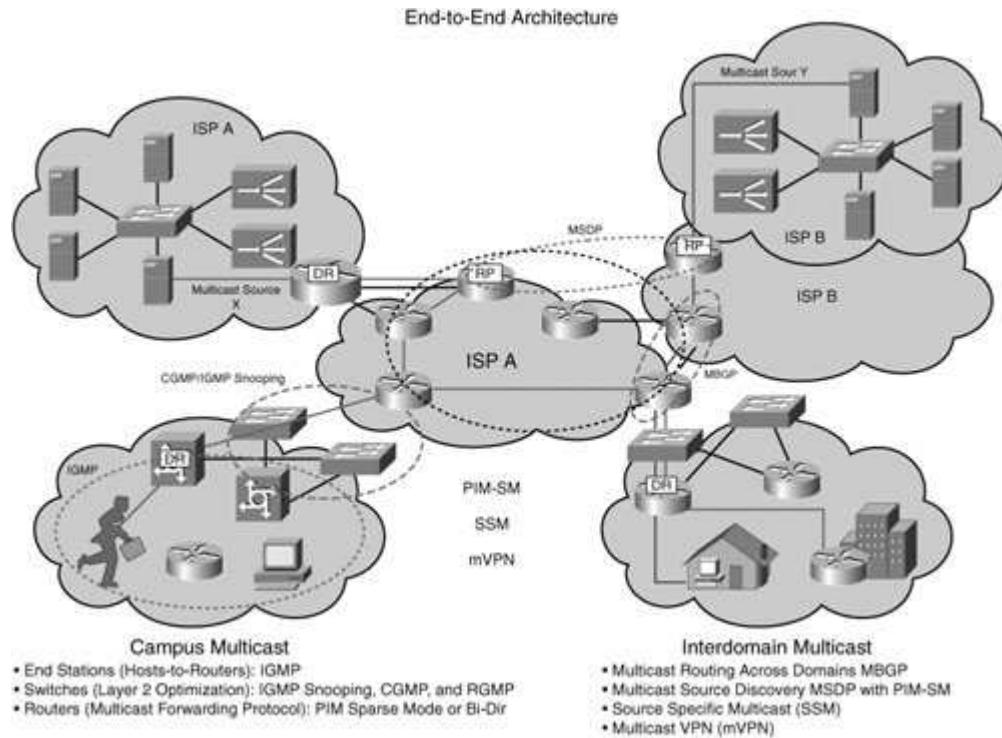 End-to-End Architecture
Multicast Sour Y
ISP A
ISP B
MSDP
RP
DR
RP
Multicast Source
X
ISP B
ISP A
CGMP/IGMP Snooping
MBGP
IGMP
DR
DR
PIM-SM
SSM
mVPN
Campus Multicast
• End Stations (Hosts-to-Routers): IGMP
• Switches (Layer 2 Optimization): IGMP Snooping, CGMP, and RGMP
• Routers (Multicast Forwarding Protocol): PIM Sparse Mode or Bi-Dir
Interdomain Multicast
• Multicast Routing Across Domains MBGP
• Multicast Source Discovery MSDP with PIM-SM
• Source Specific Multicast (SSM)
• Multicast VPN (mVPN)